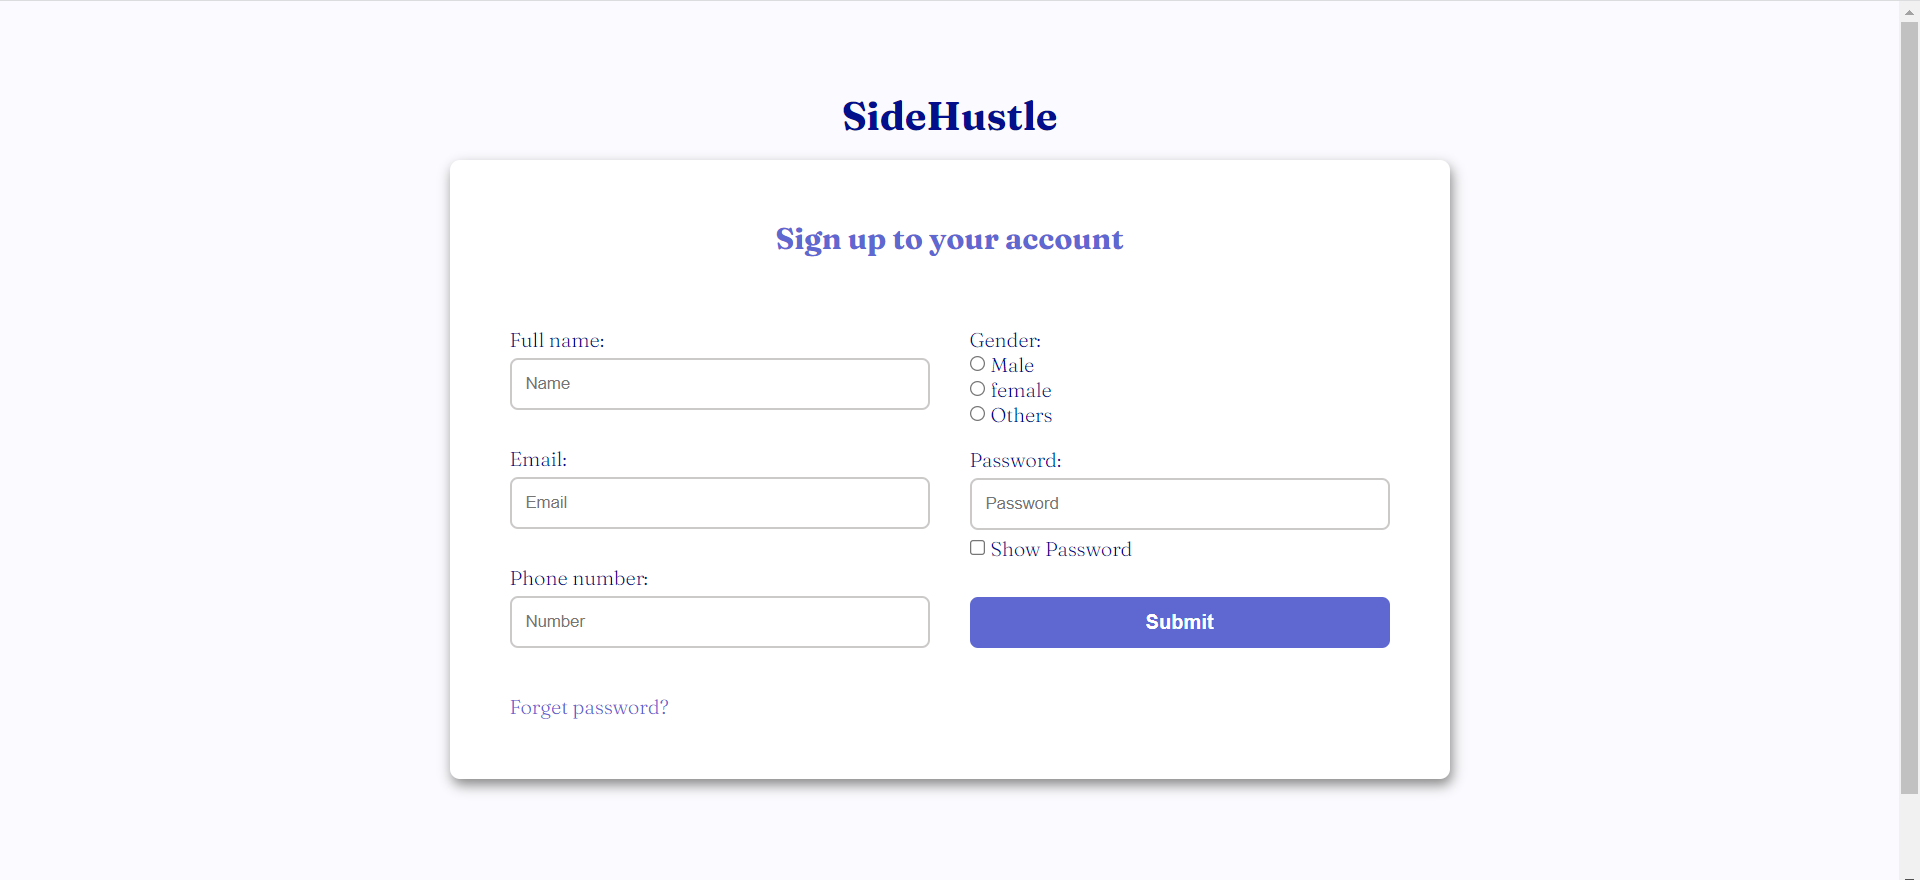 SideHustle
Sign up to your account
Full name:
Name
Email:
Email
Phone number:
Number
Gender:
Male
female
Others
Password:
Password
Show Password
Submit
Forget password?